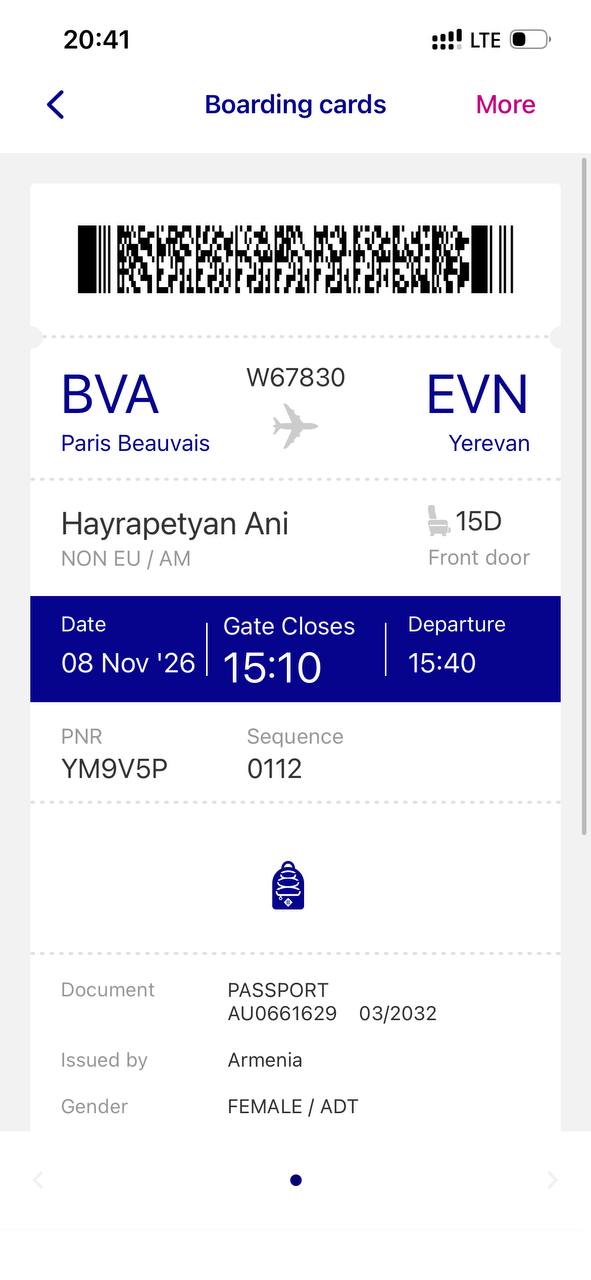 20:41 LTE
Boarding cards More
BVA W67830 EVN
Paris Beauvais Yerevan
Hayrapetyan Ani 15D
NON EU / AM Front door
Date Gate Closes Departure
08 Nov '26 15:10 15:40
PNR Sequence
YM9V5P 0112
Document PASSPORT
AU0661629 03/2032
Issued by Armenia
Gender FEMALE / ADT